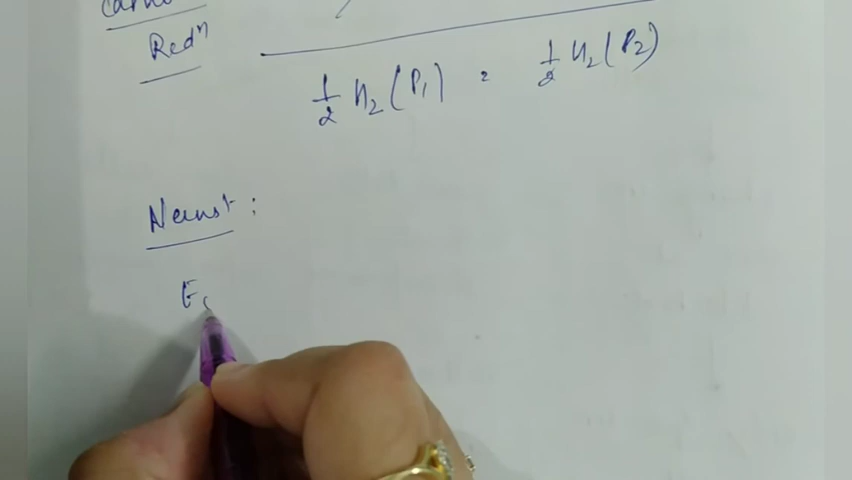 Redⁿ
1/2 H₂ (P₁) = 1/2 H₂ (P₂)
Nernst :
E